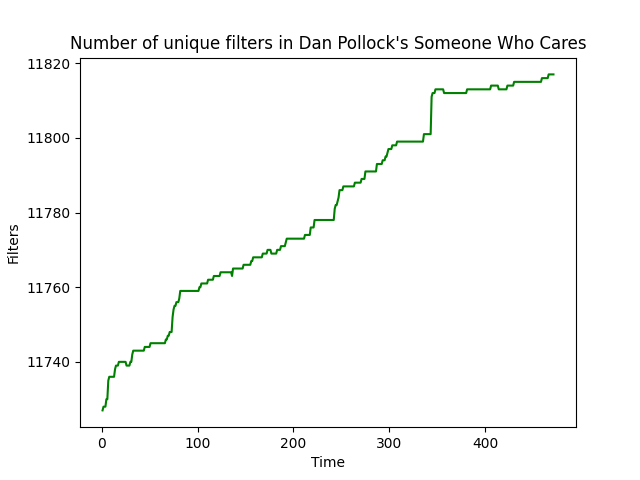 Number of unique filters in Dan Pollock's Someone Who Cares
11820
11800
11780
11760
11740
Filters
0 100 200 300 400
Time